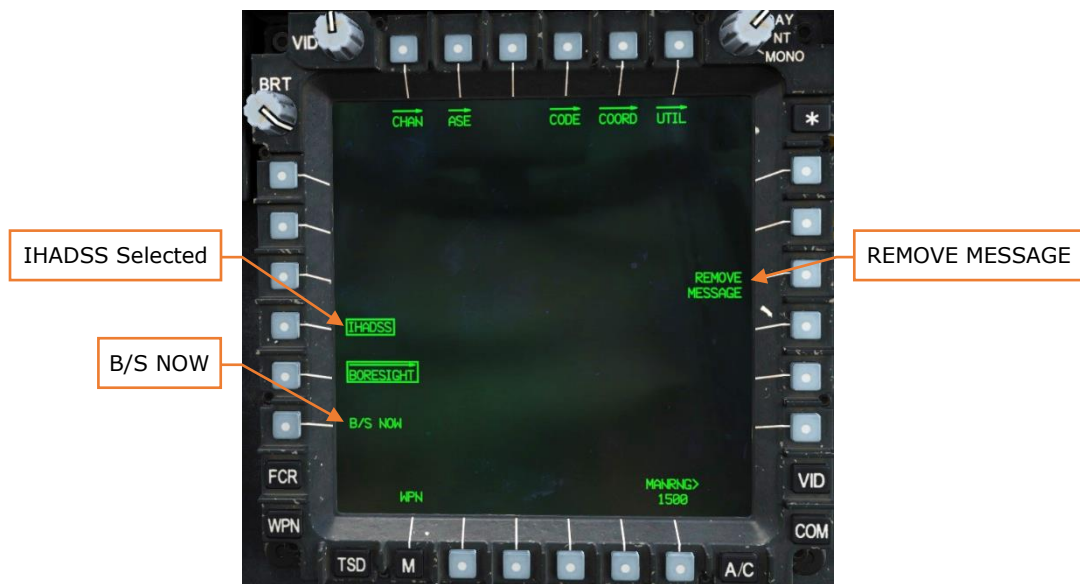 VID
AY
NT
MONO
BRT
CHAN
ASE
CODE
COORD
UTIL
*
IHADSS Selected
REMOVE MESSAGE
REMOVE
MESSAGE
IHADSS
B/S NOW
BORESIGHT
B/S NOW
FCR
VID
WPN
MANRNG>
1500
WPN
COM
TSD
M
A/C